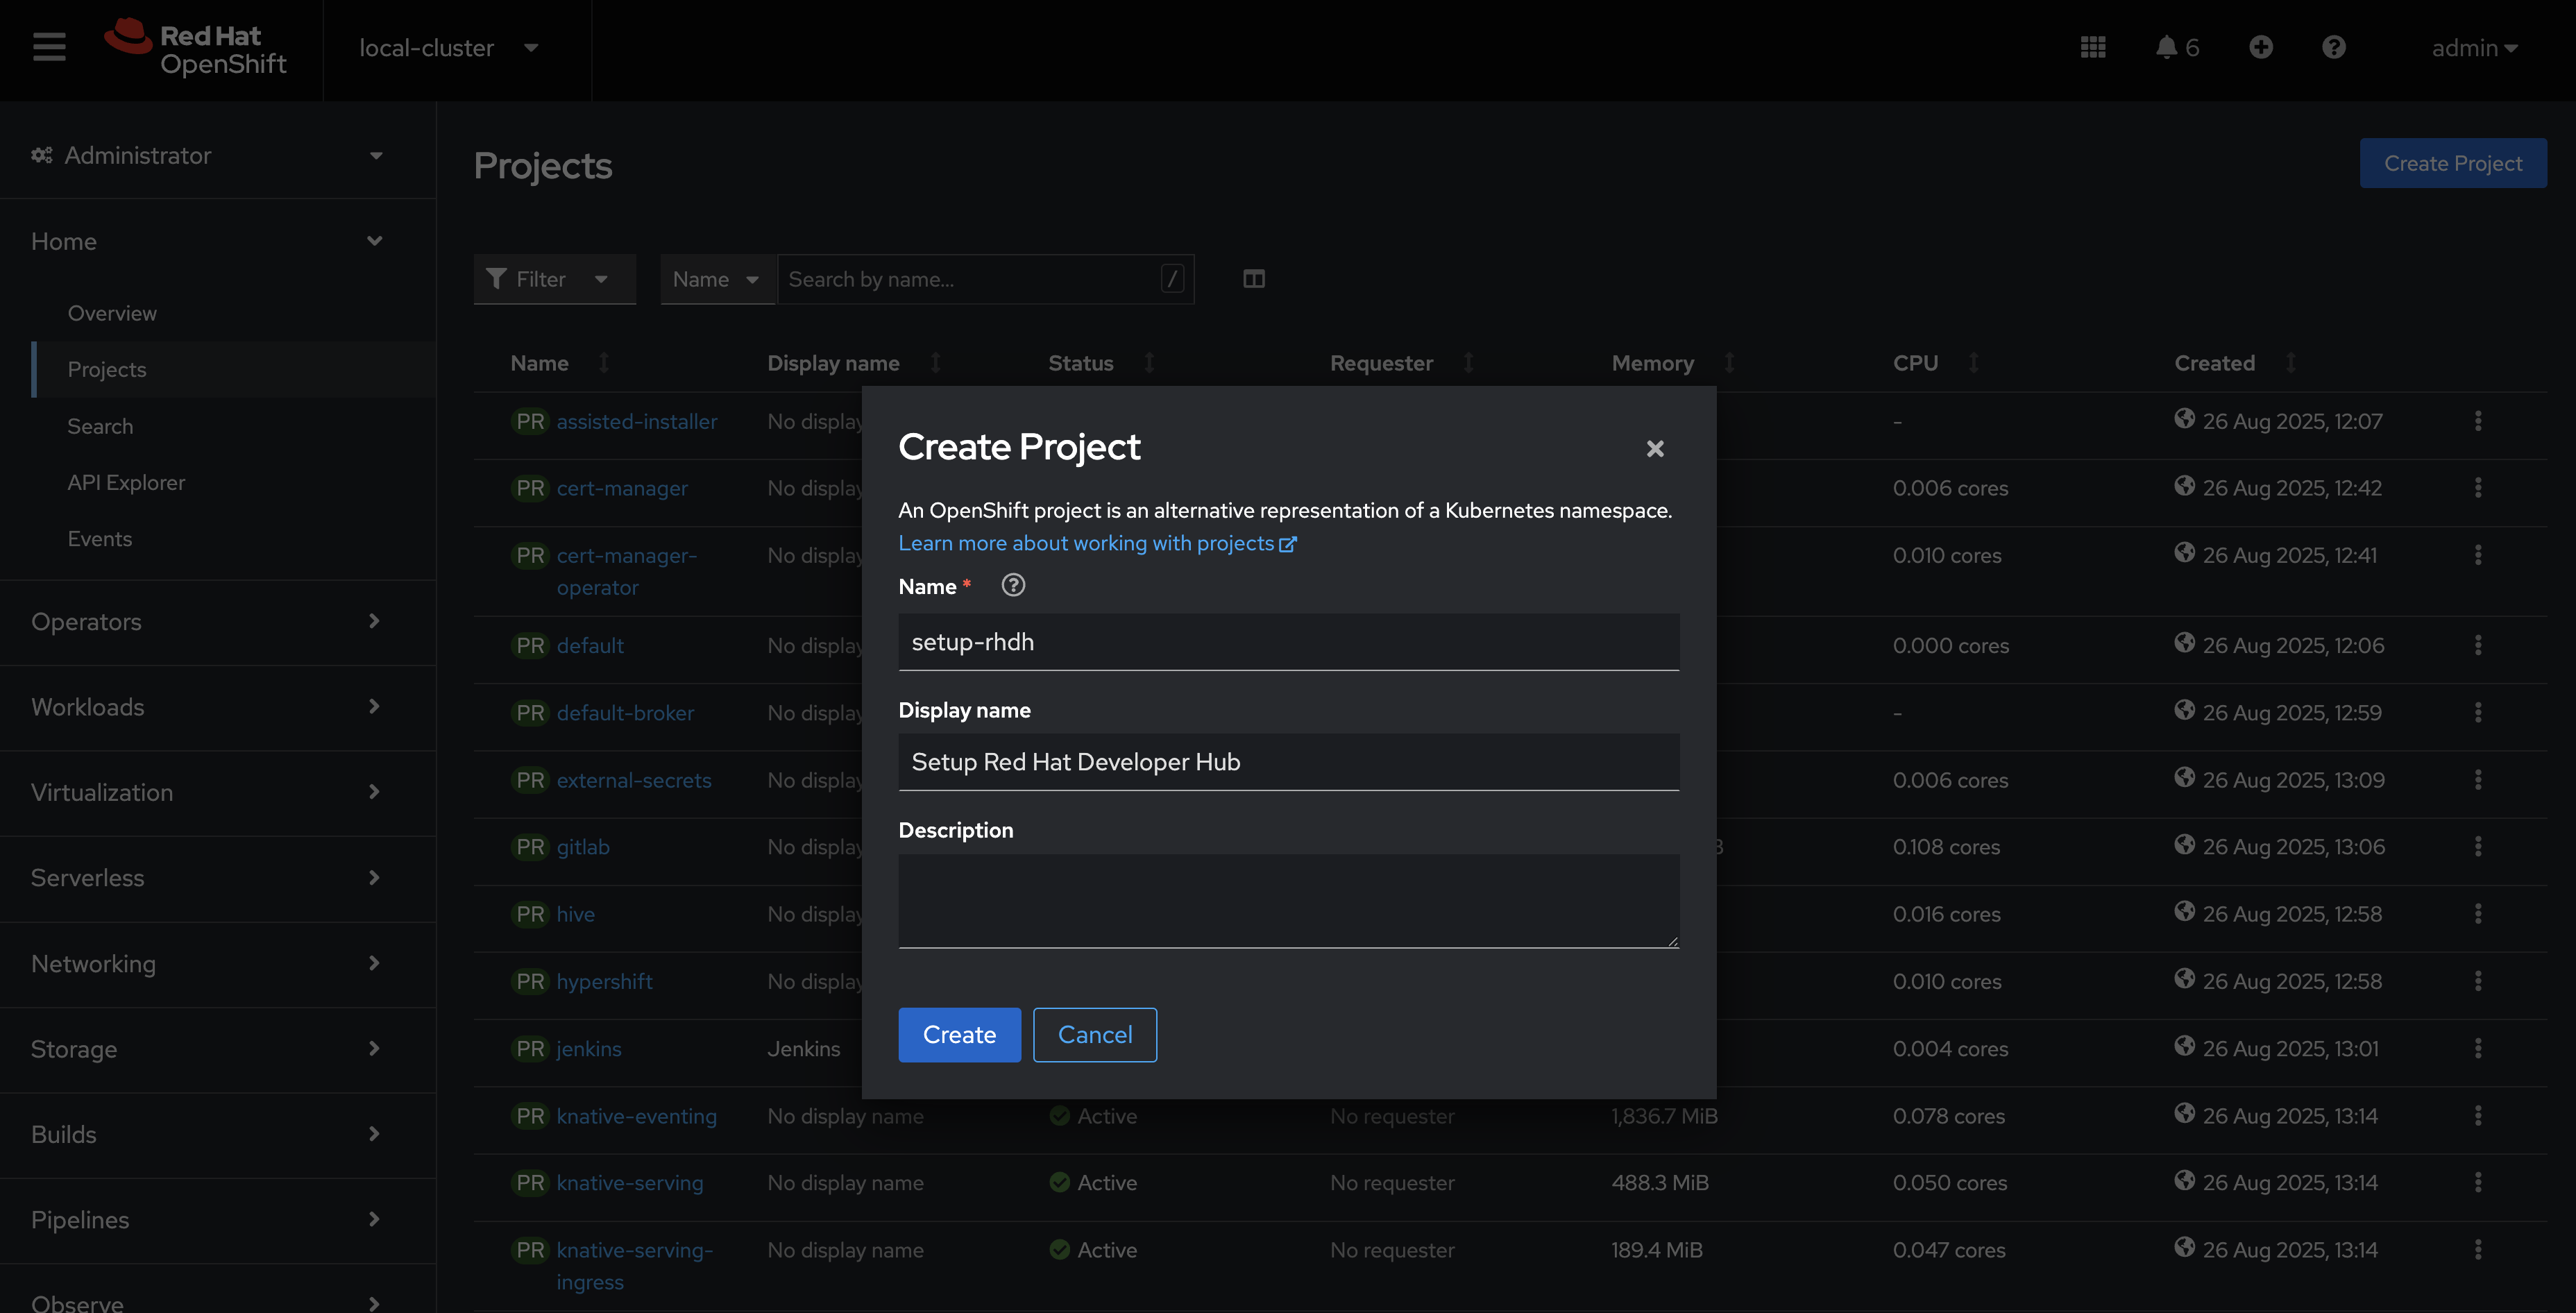 Red Hat
OpenShift
local-cluster
6
admin
Administrator
Home
Overview
Projects
Search
API Explorer
Events
Operators
Workloads
Virtualization
Serverless
Networking
Storage
Builds
Pipelines
Observe
Projects
Create Project
Filter
Name
Search by name...
/
Name Display name Status Requester Memory CPU Created
PR assisted-installer No display - 26 Aug 2025, 12:07
PR cert-manager No display 0.006 cores 26 Aug 2025, 12:42
PR cert-manager- No display 0.010 cores 26 Aug 2025, 12:41
operator
PR default No display 0.000 cores 26 Aug 2025, 12:06
PR default-broker No display - 26 Aug 2025, 12:59
PR external-secrets No display 0.006 cores 26 Aug 2025, 13:09
PR gitlab No display 0.108 cores 26 Aug 2025, 13:06
PR hive No display 0.016 cores 26 Aug 2025, 12:58
PR hypershift No display 0.010 cores 26 Aug 2025, 12:58
PR jenkins Jenkins 0.004 cores 26 Aug 2025, 13:01
PR knative-eventing No display name Active No requester 1,836.7 MiB 0.078 cores 26 Aug 2025, 13:14
PR knative-serving No display name Active No requester 488.3 MiB 0.050 cores 26 Aug 2025, 13:14
PR knative-serving- No display name Active No requester 189.4 MiB 0.047 cores 26 Aug 2025, 13:14
ingress
Create Project
An OpenShift project is an alternative representation of a Kubernetes namespace.
Learn more about working with projects
Name *
setup-rhdh
Display name
Setup Red Hat Developer Hub
Description
Create
Cancel